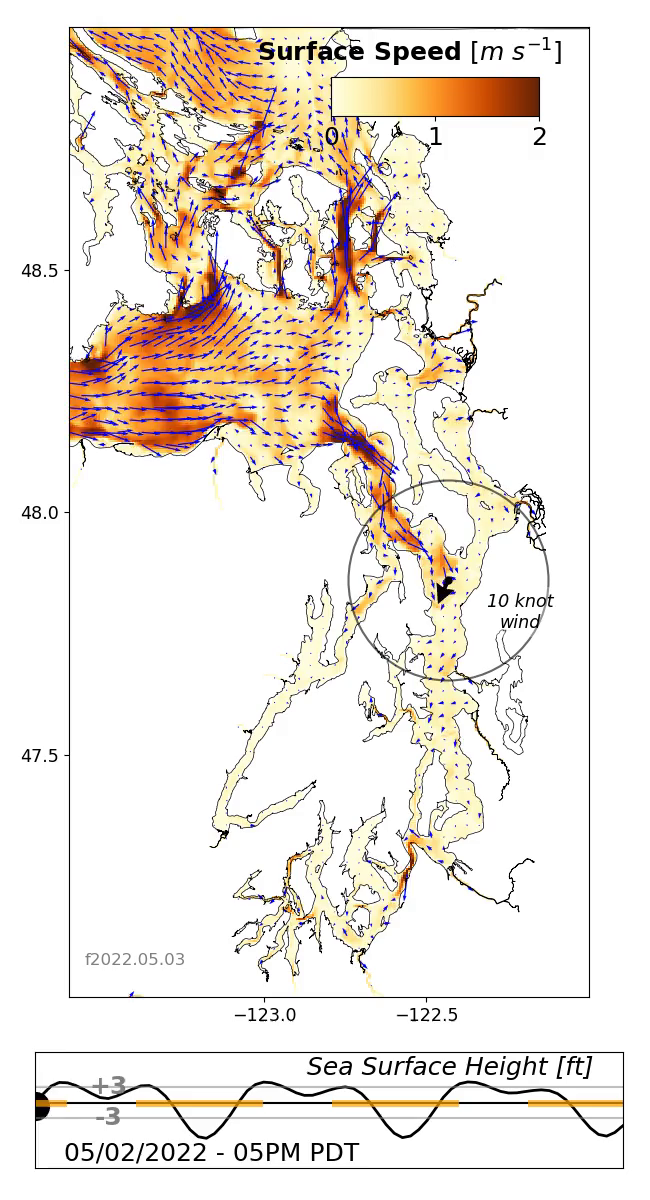 Surface Speed [m s⁻¹]
0 1 2
48.5
48.0
10 knot
wind
47.5
f2022.05.03
−123.0 −122.5
Sea Surface Height [ft]
+3
-3
05/02/2022 - 05PM PDT